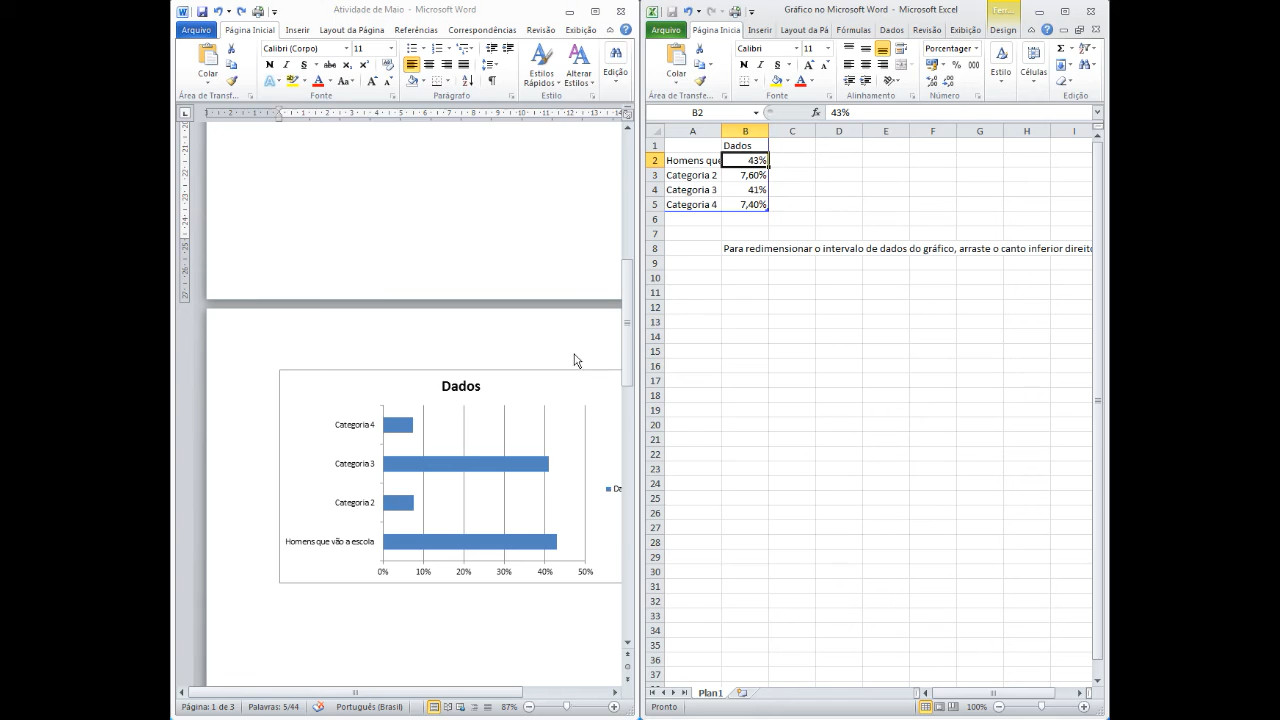 Atividade de Maio - Microsoft Word
Arquivo
Página Inicial
Inserir
Layout da Página
Referências
Correspondências
Revisão
Exibição
Calibri (Corpo)
11
Colar
Estilos Rápidos
Alterar Estilos
Edição
Área de Transf...
Fonte
Parágrafo
Estilo
Dados
Categoria 4
Categoria 3
Categoria 2
Homens que vão a escola
0% 10% 20% 30% 40% 50%
Página: 1 de 3
Palavras: 5/44
Português (Brasil)
87%
Gráfico no Microsoft Word - Microsoft Excel
Ferr...
Arquivo
Página Inicia
Inserir
Layout da Pá
Fórmulas
Dados
Revisão
Exibição
Design
Calibri
11
Porcentager
Colar
Estilo
Células
Área de Transf...
Fonte
Alinhamento
Número
Edição
B2
43%
A B C D E F G H I
1 Dados
2 Homens que 43%
3 Categoria 2 7,60%
4 Categoria 3 41%
5 Categoria 4 7,40%
6
7
8 Para redimensionar o intervalo de dados do gráfico, arraste o canto inferior direito
9
10
11
12
13
14
15
16
17
18
19
20
21
22
23
24
25
26
27
28
29
30
31
32
33
34
35
36
Plan1
Pronto
100%